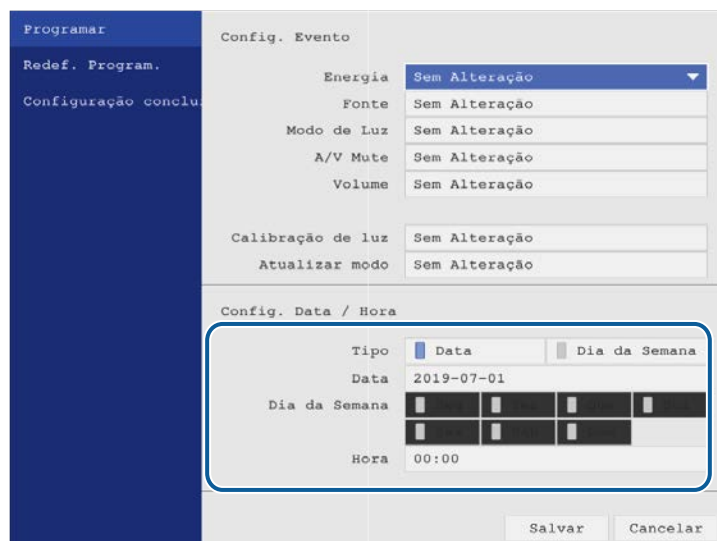 Programar
Redef. Program.
Configuração conclu
Config. Evento
Energia Sem Alteração
Fonte Sem Alteração
Modo de Luz Sem Alteração
A/V Mute Sem Alteração
Volume Sem Alteração
Calibração de luz Sem Alteração
Atualizar modo Sem Alteração
Config. Data / Hora
Tipo Data Dia da Semana
Data 2019-07-01
Dia da Semana
Hora 00:00
Salvar Cancelar